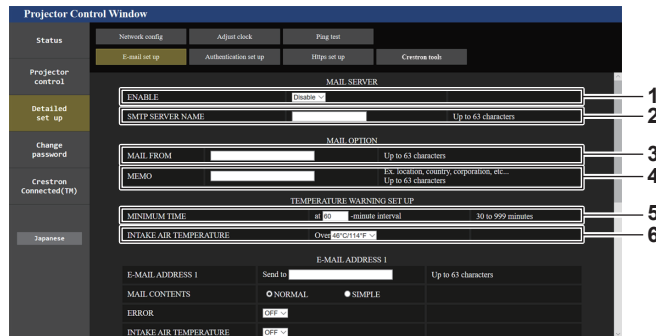 Projector Control Window
Status
Network config
Adjust clock
Ping test
E-mail set up
Authentication set up
Https set up
Crestron tools
Projector control
Detailed set up
Change password
Crestron Connected(TM)
Japanese
MAIL SERVER
ENABLE Disable 1
SMTP SERVER NAME Up to 63 characters 2
MAIL OPTION
MAIL FROM Up to 63 characters 3
MEMO Ex. location, country, corporation, etc... 4
Up to 63 characters
TEMPERATURE WARNING SET UP
MINIMUM TIME at 60 -minute interval 30 to 999 minutes 5
INTAKE AIR TEMPERATURE Over 46°C/114°F 6
E-MAIL ADDRESS 1
E-MAIL ADDRESS 1 Send to Up to 63 characters
MAIL CONTENTS NORMAL SIMPLE
ERROR OFF
INTAKE AIR TEMPERATURE OFF